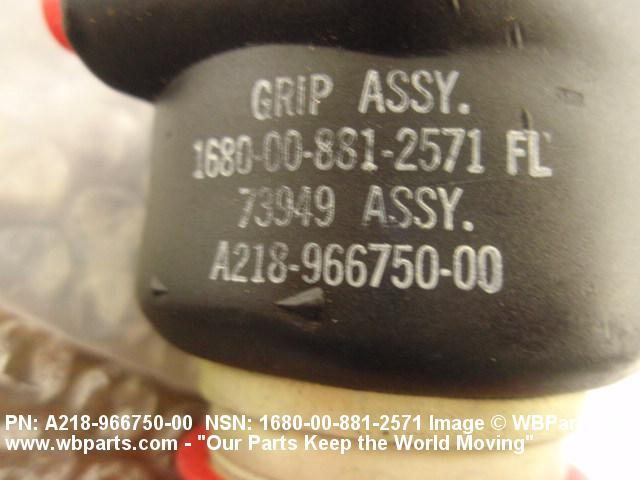 GRIP ASSY.
1680-00-881-2571 FL
73949 ASSY.
A218-966750-00
PN: A218-966750-00 NSN: 1680-00-881-2571 Image ©
www.wbparts.com - "Our Parts Keep the World Moving"